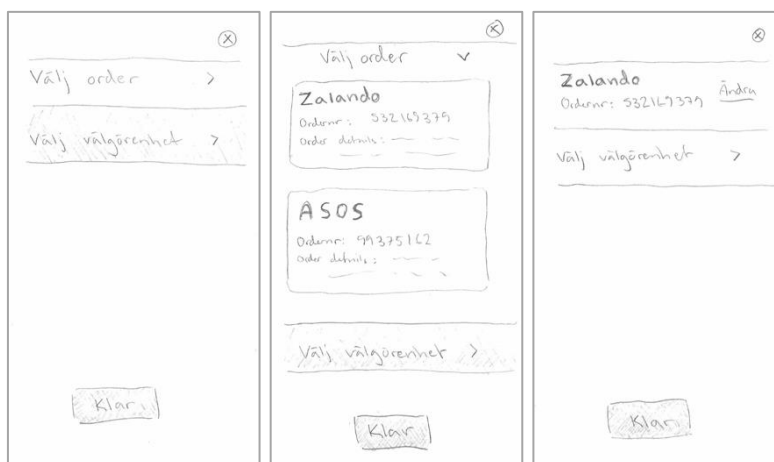 Välj order >
Välj välgörenhet >
Klar
Välj order
Zalando
Ordernr: 532169379
Order details:
ASOS
Ordernr: 99375162
Order details:
Välj välgörenhet >
Klar
Zalando
Ordernr: 532169379
Ändra
Välj välgörenhet >
Klar